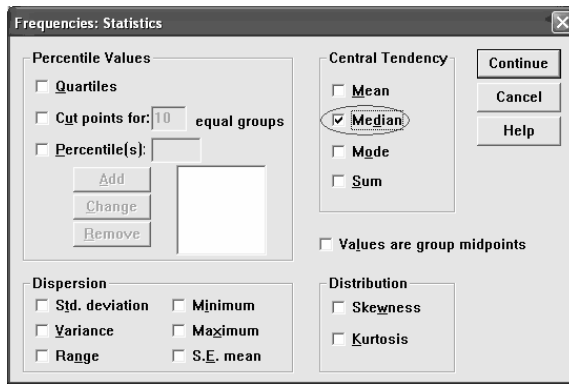 Frequencies: Statistics
Percentile Values
Quartiles
Cut points for: 10 equal groups
Percentile(s):
Add
Change
Remove
Central Tendency
Mean
Median
Mode
Sum
Continue
Cancel
Help
Values are group midpoints
Dispersion
Std. deviation Minimum
Variance Maximum
Range S.E. mean
Distribution
Skewness
Kurtosis